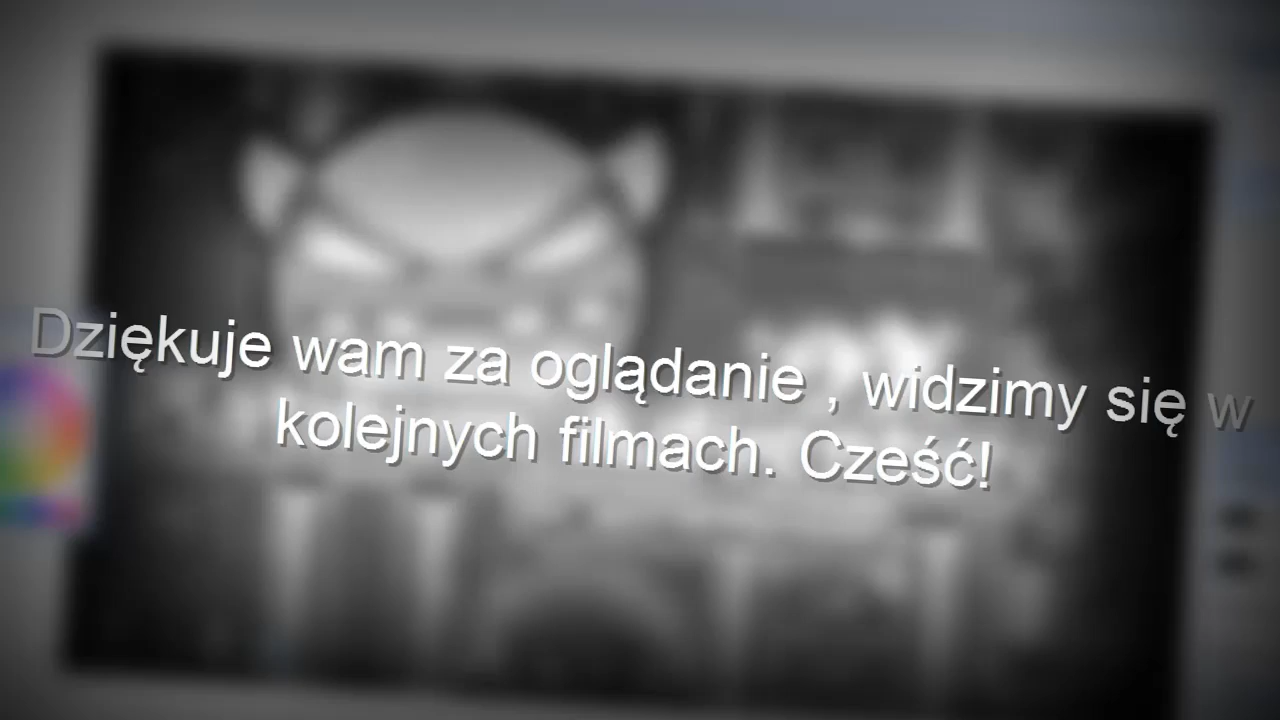 Dziękuje wam za oglądanie , widzimy się w
kolejnych filmach. Cześć!